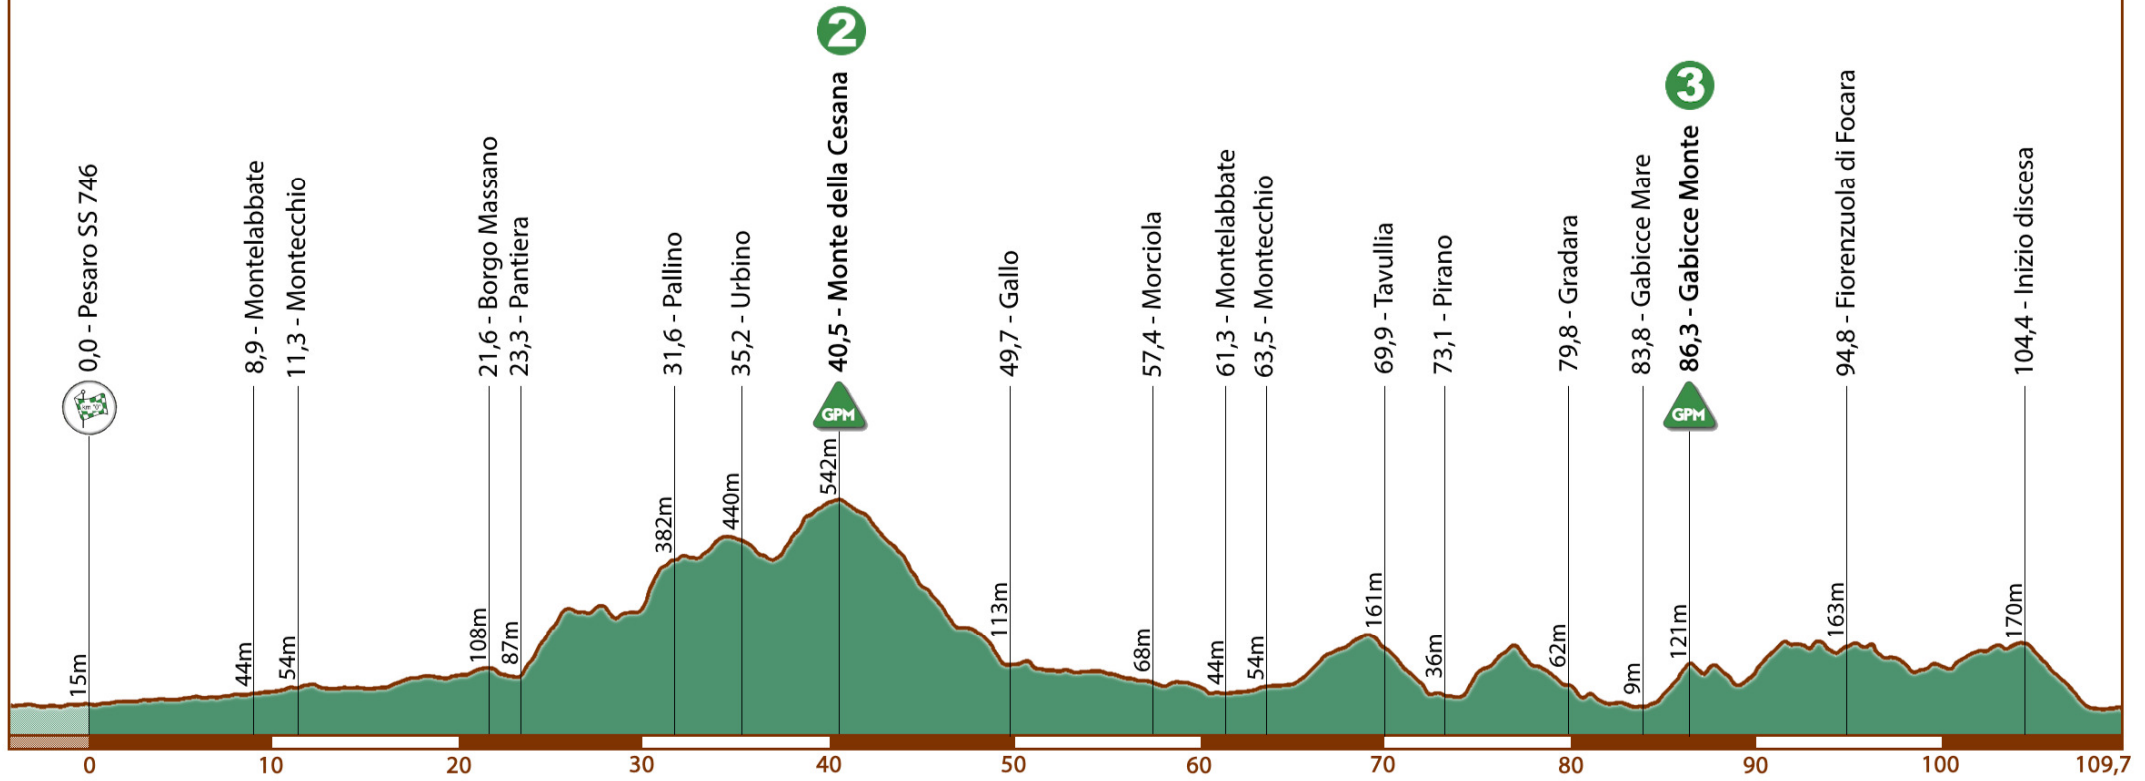 2
3
0,0 - Pesaro SS 746
8,9 - Montelabbate
11,3 - Montecchio
21,6 - Borgo Massano
23,3 - Pantiera
31,6 - Pallino
35,2 - Urbino
40,5 - Monte della Cesana
49,7 - Gallo
57,4 - Morciola
61,3 - Montelabbate
63,5 - Montecchio
69,9 - Tavullia
73,1 - Pirano
79,8 - Gradara
83,8 - Gabicce Mare
86,3 - Gabicce Monte
94,8 - Fiorenzuola di Focara
104,4 - Inizio discesa
km "0"
GPM
GPM
15m
44m
54m
108m
87m
382m
440m
542m
113m
68m
44m
54m
161m
36m
62m
9m
121m
163m
170m
0 10 20 30 40 50 60 70 80 90 100 109,7